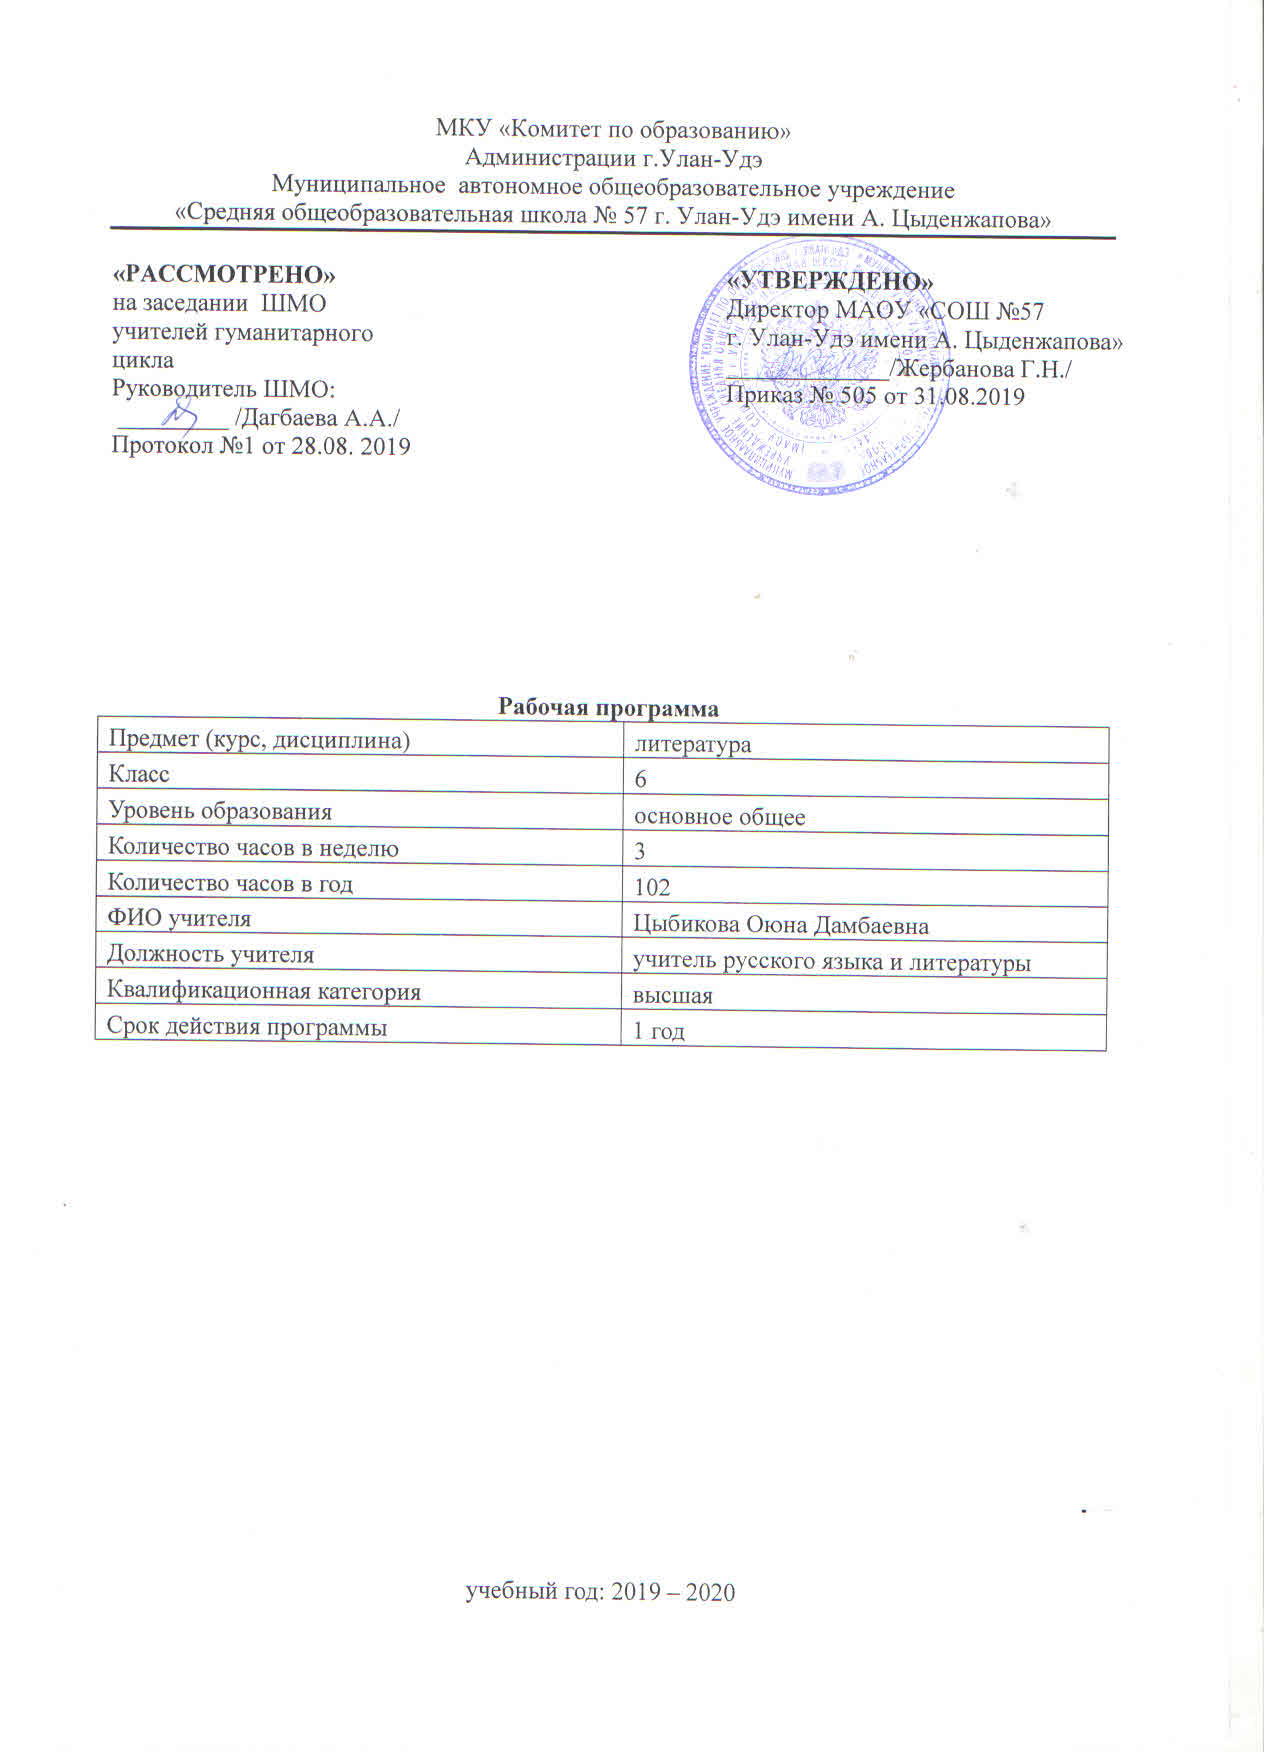 МКУ «Комитет по образованию»
Администрации г.Улан-Удэ
Муниципальное автономное общеобразовательное учреждение
«Средняя общеобразовательная школа № 57 г. Улан-Удэ имени А. Цыденжапова»
«РАССМОТРЕНО»
на заседании ШМО
учителей гуманитарного
цикла
Руководитель ШМО:
_________ /Дагбаева А.А./
Протокол №1 от 28.08. 2019
«УТВЕРЖДЕНО»
Директор МАОУ «СОШ №57
г. Улан-Удэ имени А. Цыденжапова»
_____________/Жербанова Г.Н./
Приказ № 505 от 31.08.2019
Рабочая программа
Предмет (курс, дисциплина) литература
Класс 6
Уровень образования основное общее
Количество часов в неделю 3
Количество часов в год 102
ФИО учителя Цыбикова Оюна Дамбаевна
Должность учителя учитель русского языка и литературы
Квалификационная категория высшая
Срок действия программы 1 год
учебный год: 2019 – 2020